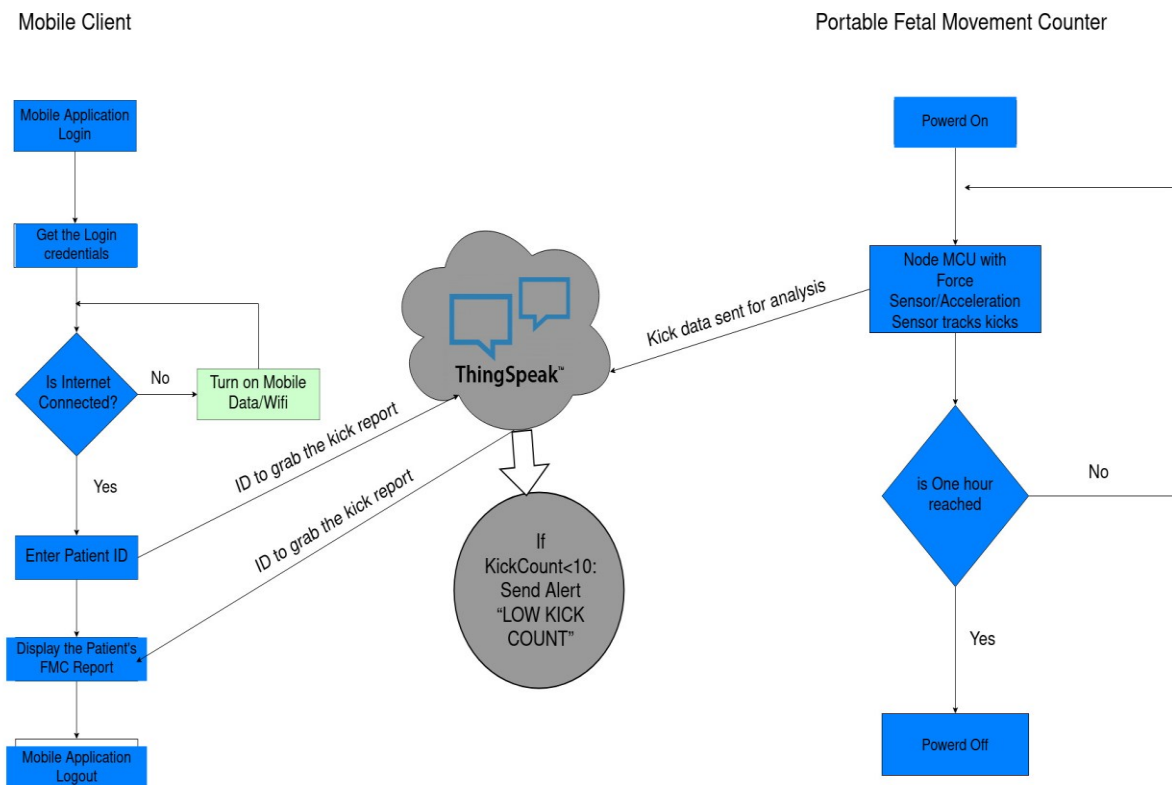 Mobile Client
Portable Fetal Movement Counter
Mobile Application
Login
Get the Login
credentials
Is Internet
Connected?
No
Turn on Mobile
Data/Wifi
Yes
Enter Patient ID
Display the Patient's
FMC Report
Mobile Application
Logout
ID to grab the kick report
ID to grab the kick report
ThingSpeak™
If
KickCount<10:
Send Alert
“LOW KICK
COUNT”
Kick data sent for analysis
Powerd On
Node MCU with
Force
Sensor/Acceleration
Sensor tracks kicks
is One hour
reached
No
Yes
Powerd Off